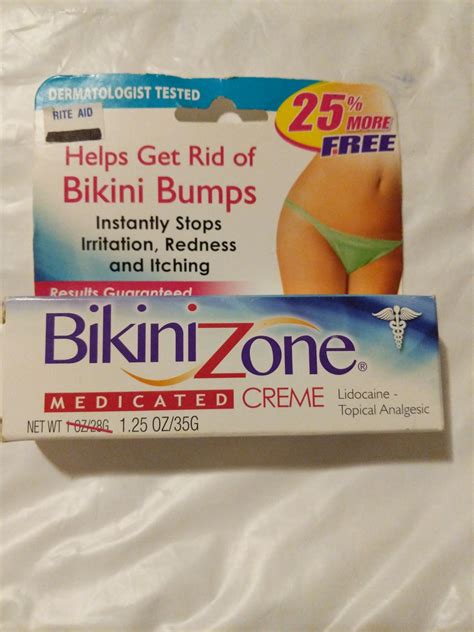 DERMATOLOGIST TESTED
RITE AID
25% MORE
FREE
Helps Get Rid of
Bikini Bumps
Instantly Stops
Irritation, Redness
and Itching
Results Guaranteed
BikiniZone®
MEDICATED CREME
Lidocaine -
Topical Analgesic
NET WT 1 OZ/28G 1.25 OZ/35G